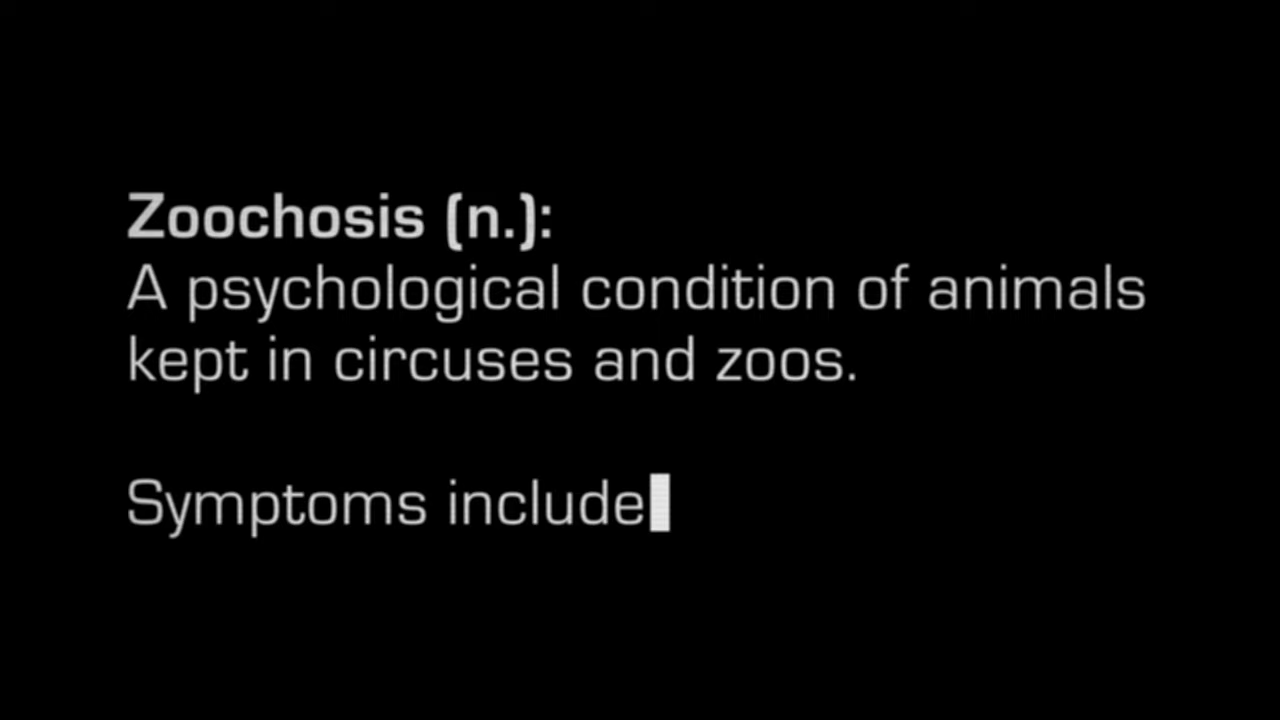 Zoochosis (n.):
A psychological condition of animals
kept in circuses and zoos.
Symptoms include